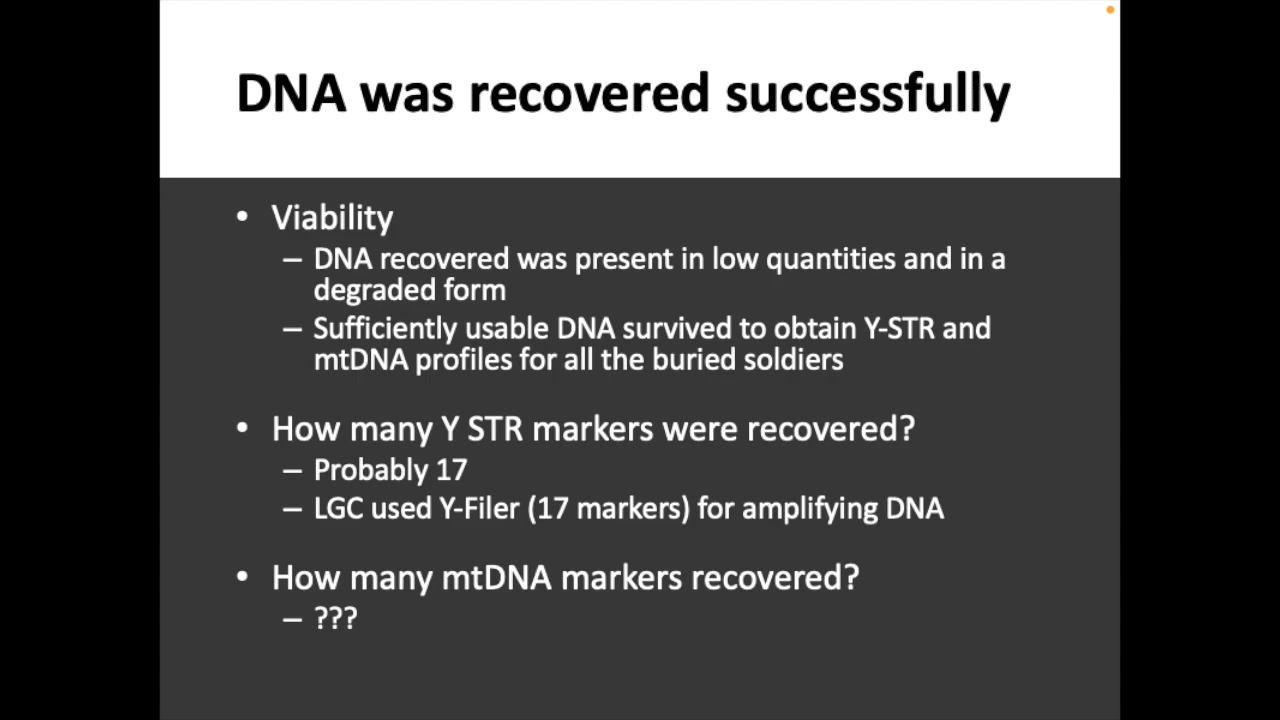 DNA was recovered successfully
• Viability
– DNA recovered was present in low quantities and in a
degraded form
– Sufficiently usable DNA survived to obtain Y-STR and
mtDNA profiles for all the buried soldiers
• How many Y STR markers were recovered?
– Probably 17
– LGC used Y-Filer (17 markers) for amplifying DNA
• How many mtDNA markers recovered?
– ???